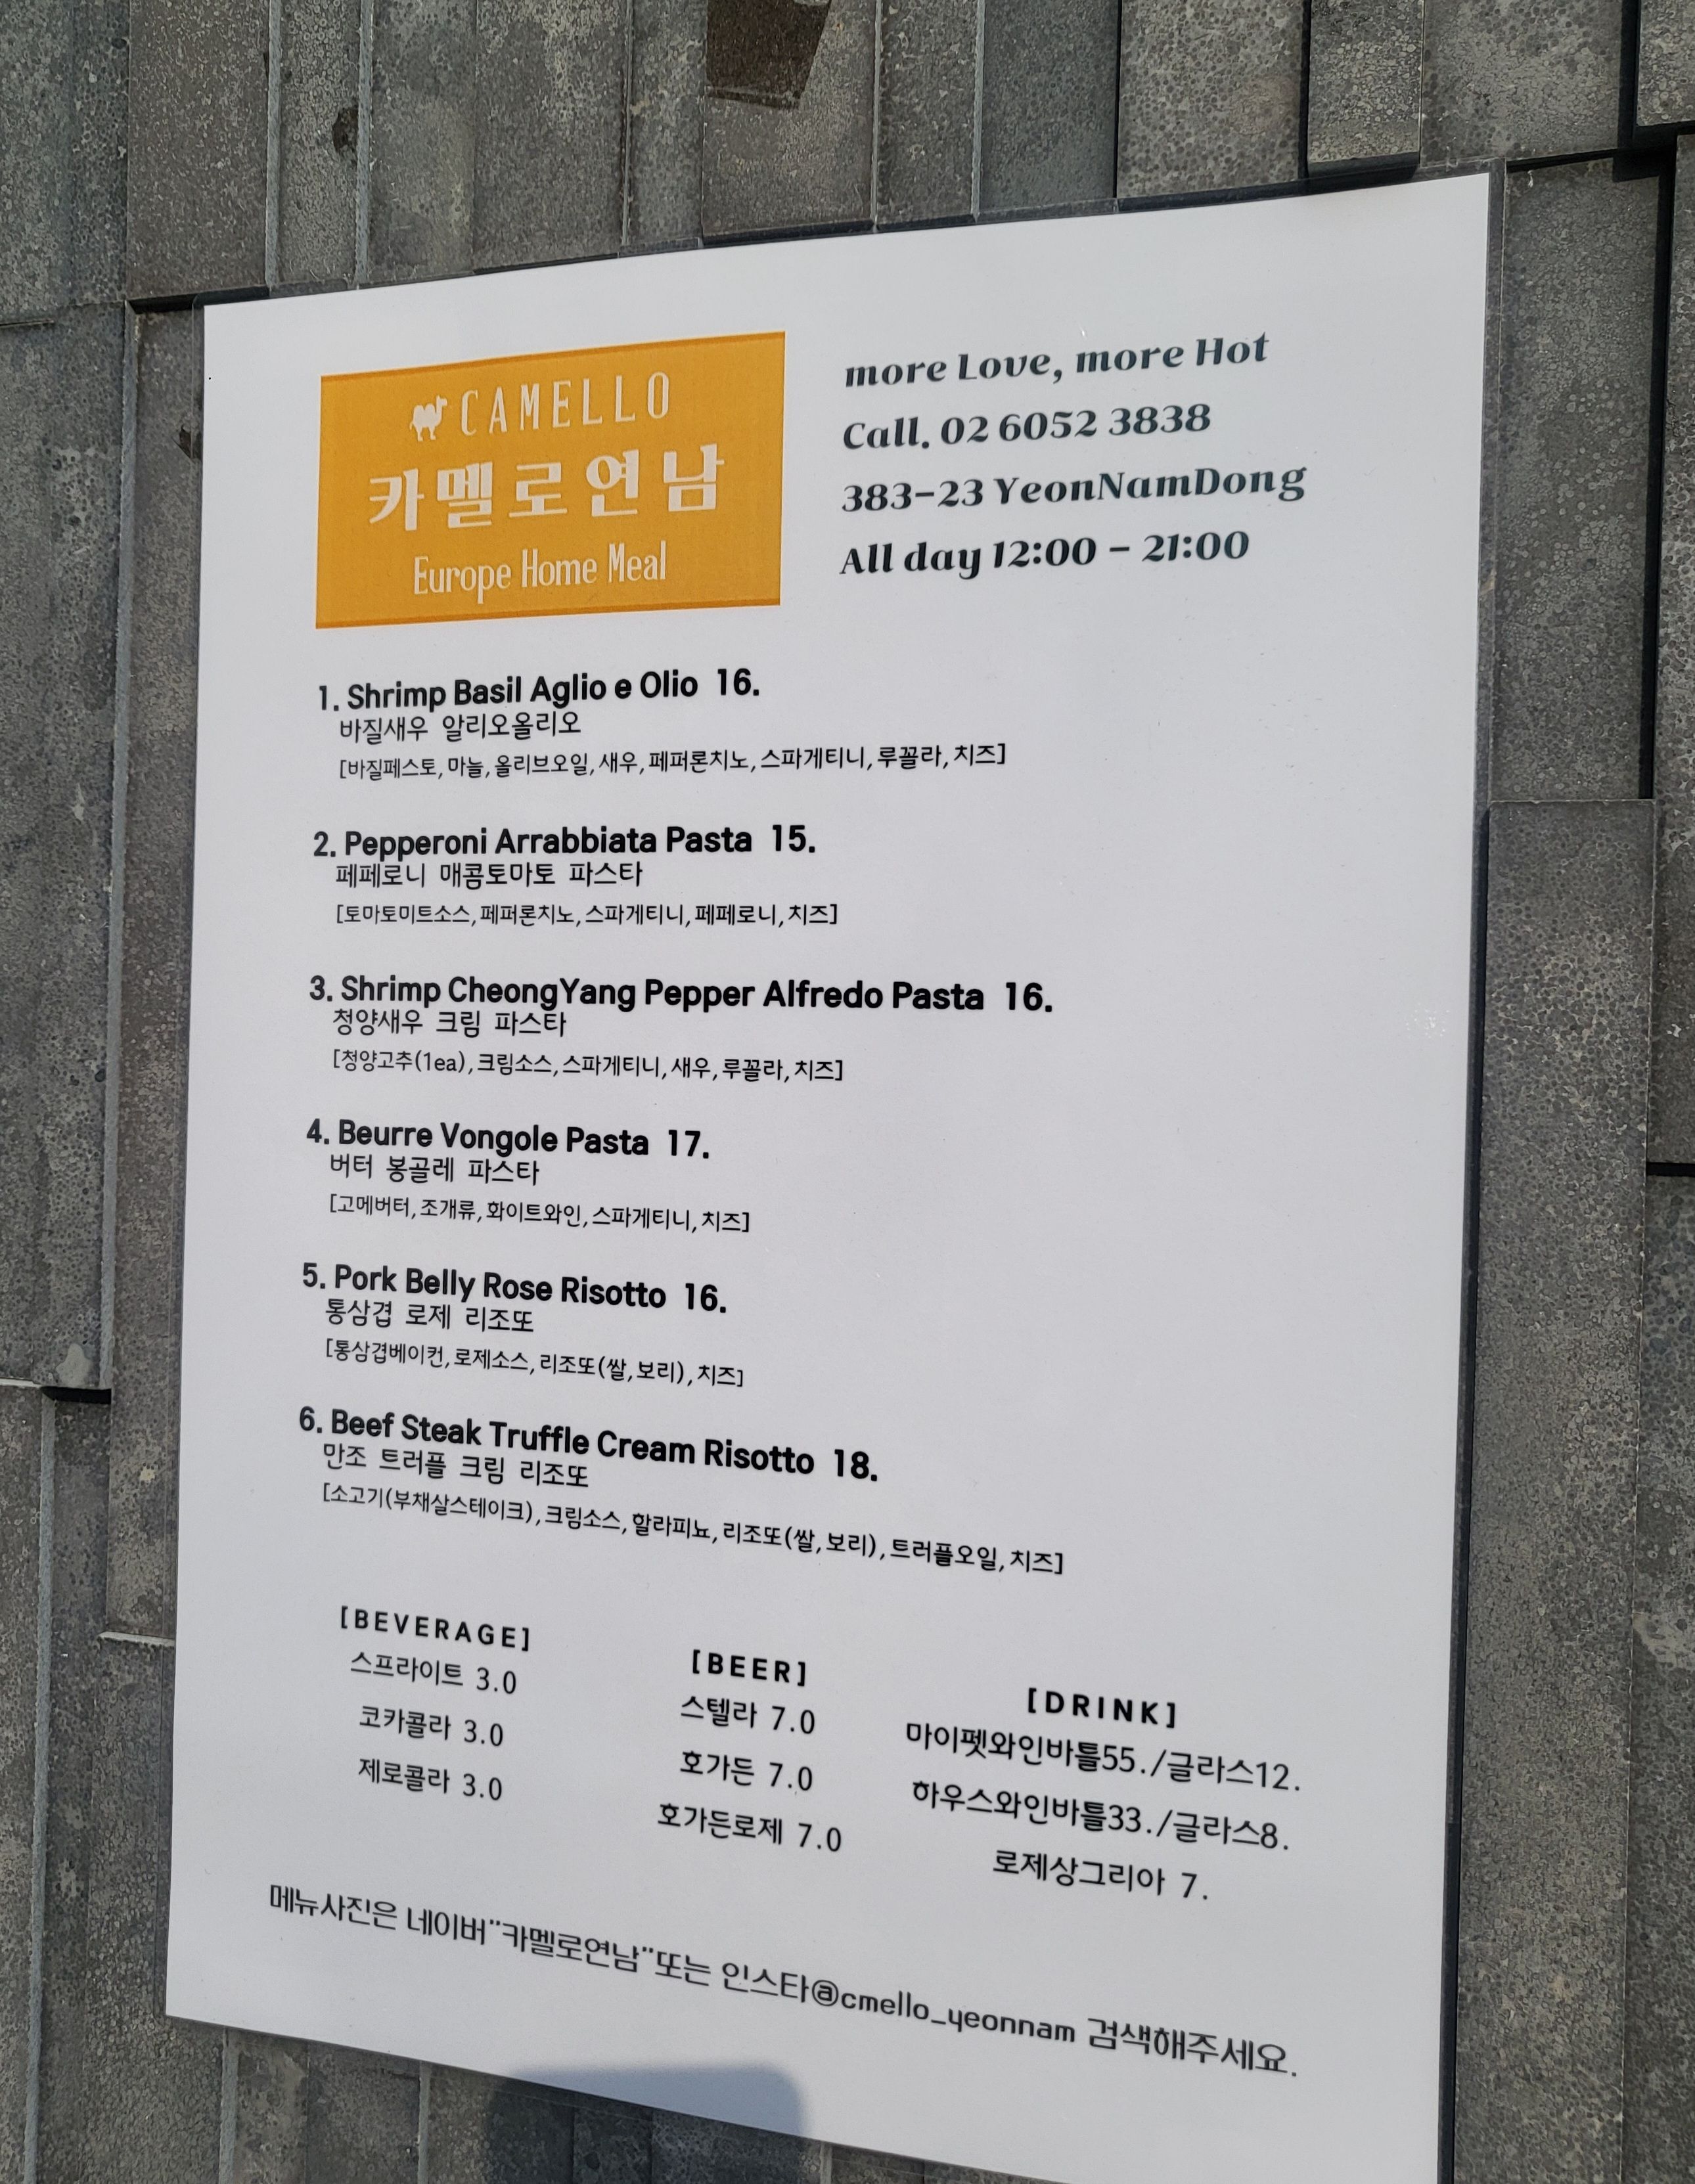 CAMELLO
카멜로연남
Europe Home Meal
more Love, more Hot
Call. 02 6052 3838
383-23 YeonNamDong
All day 12:00 - 21:00
1. Shrimp Basil Aglio e Olio 16.
바질새우 알리오올리오
[바질페스토, 마늘, 올리브오일, 새우, 페퍼론치노, 스파게티니, 루꼴라, 치즈]
2. Pepperoni Arrabbiata Pasta 15.
페페로니 매콤토마토 파스타
[토마토미트소스, 페퍼론치노, 스파게티니, 페페로니, 치즈]
3. Shrimp CheongYang Pepper Alfredo Pasta 16.
청양새우 크림 파스타
[청양고추(1ea), 크림소스, 스파게티니, 새우, 루꼴라, 치즈]
4. Beurre Vongole Pasta 17.
버터 봉골레 파스타
[고메버터, 조개류, 화이트와인, 스파게티니, 치즈]
5. Pork Belly Rose Risotto 16.
통삼겹 로제 리조또
[통삼겹베이컨, 로제소스, 리조또(쌀, 보리), 치즈]
6. Beef Steak Truffle Cream Risotto 18.
만조 트러플 크림 리조또
[소고기(부채살스테이크), 크림소스, 할라피뇨, 리조또(쌀, 보리), 트러플오일, 치즈]
[BEVERAGE]
스프라이트 3.0
코카콜라 3.0
제로콜라 3.0
[BEER]
스텔라 7.0
호가든 7.0
호가든로제 7.0
[DRINK]
마이펫와인바틀55./글라스12.
하우스와인바틀33./글라스8.
로제상그리아 7.
메뉴사진은 네이버"카멜로연남"또는 인스타@cmello_yeonnam 검색해주세요.